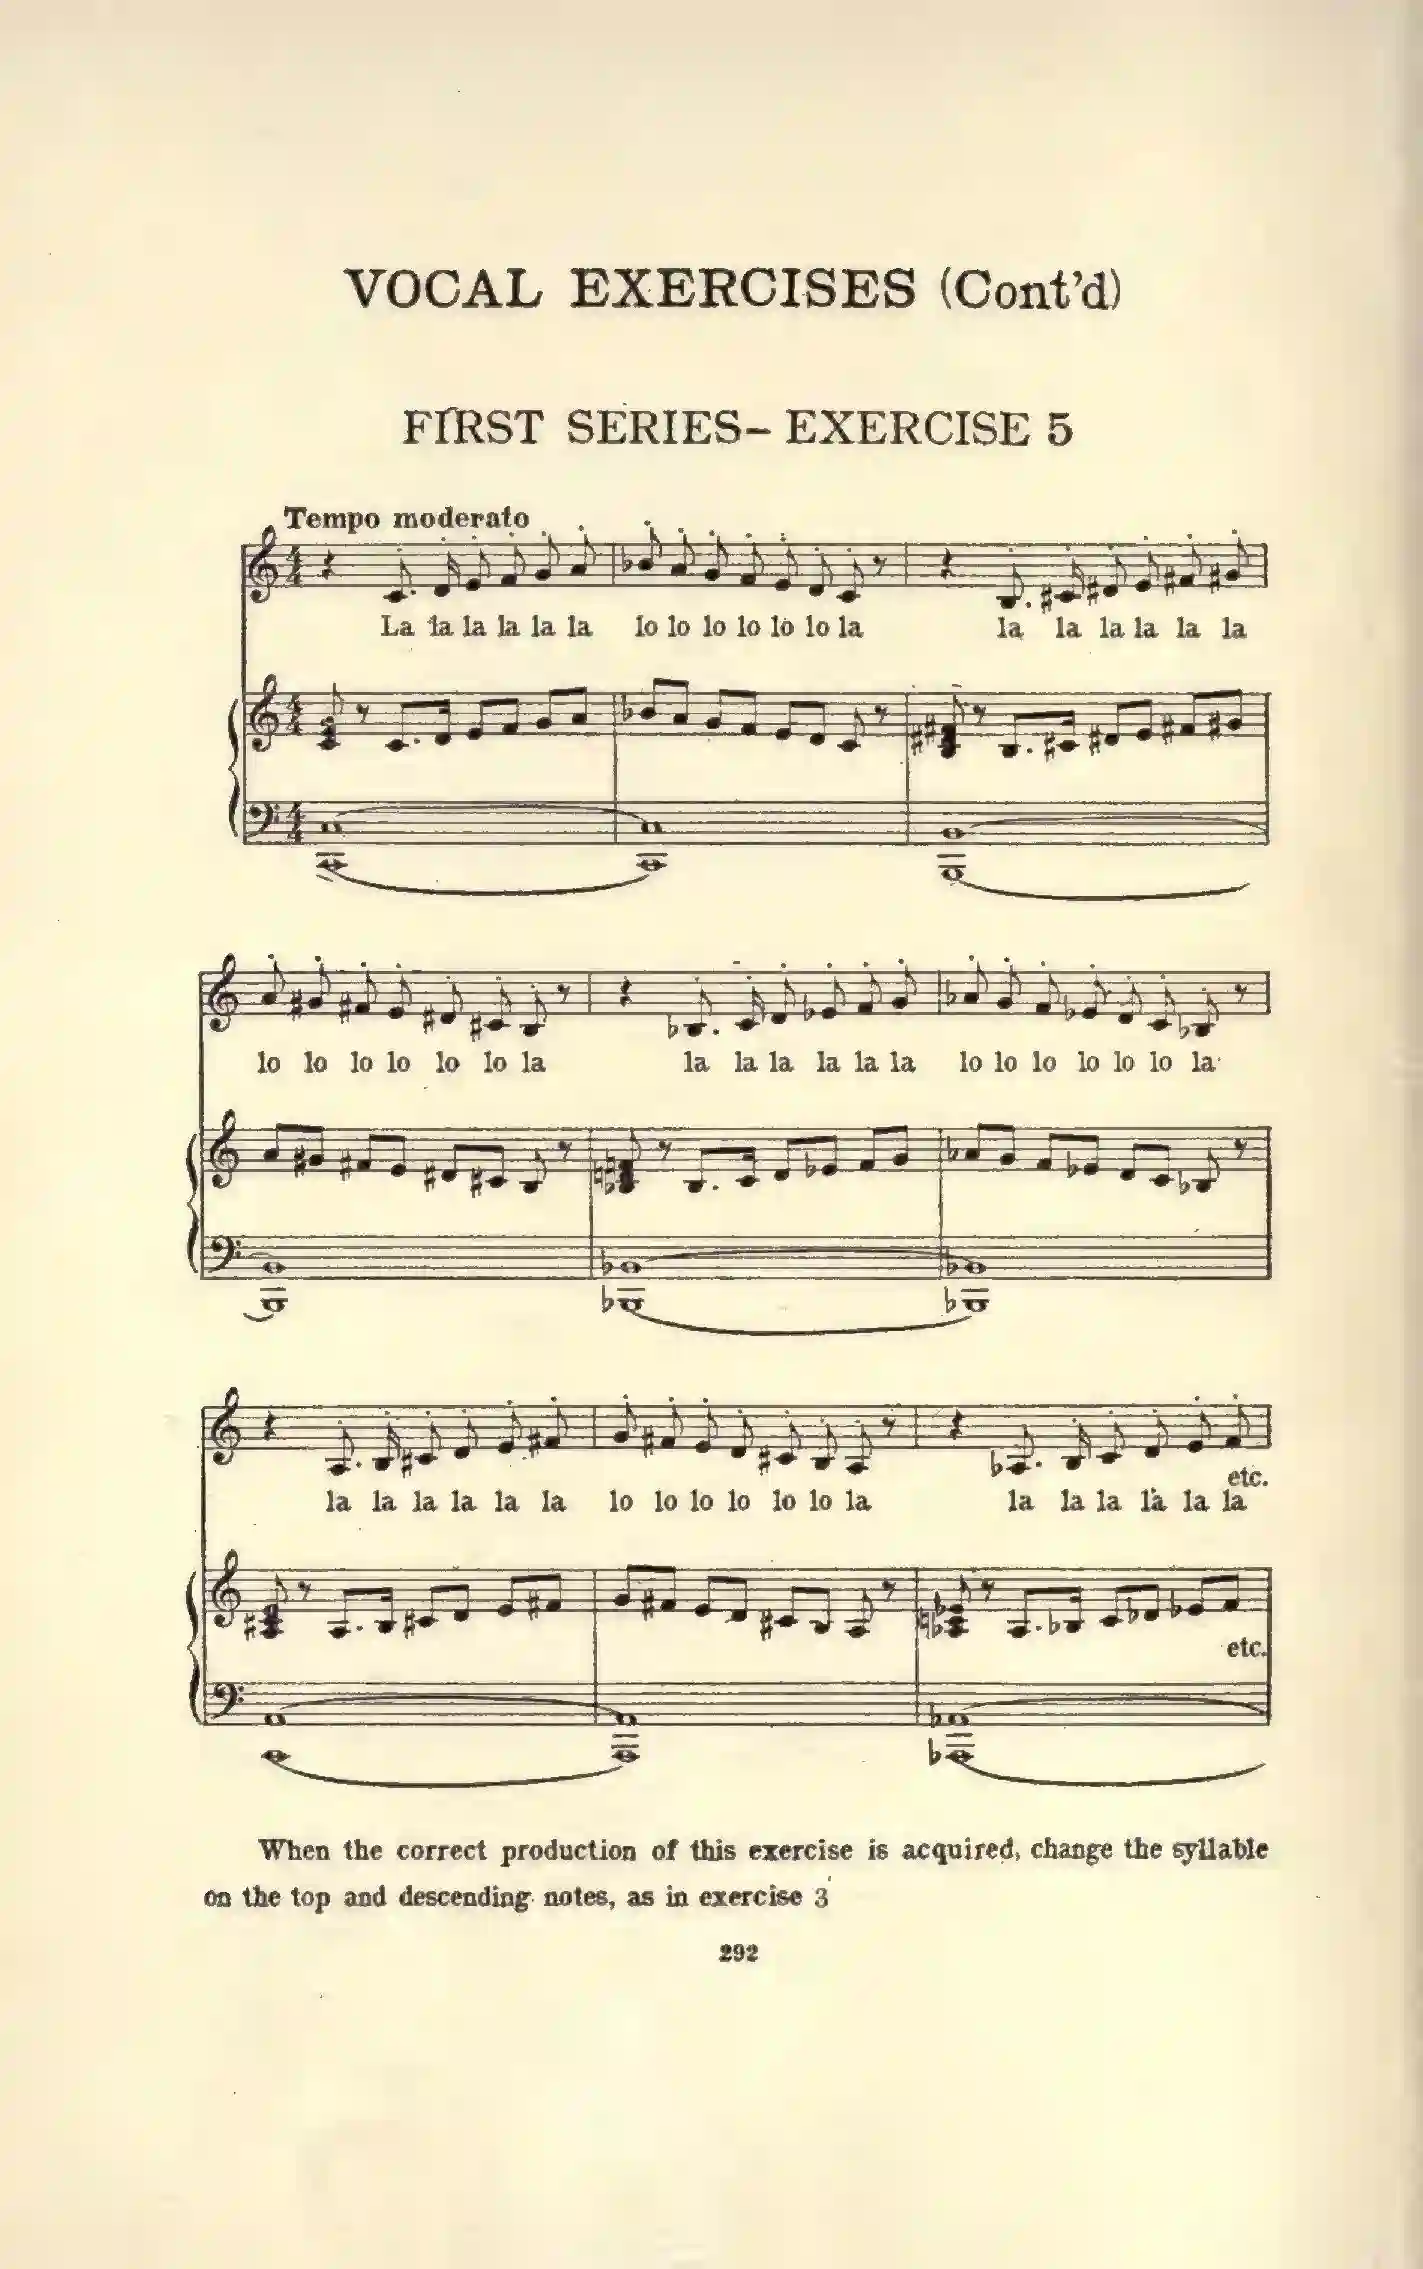 VOCAL EXERCISES (Cont'd)
FIRST SERIES- EXERCISE 5
Tempo moderato
La la la la la la lo lo lo lo lo lo la la la la la la la
lo lo lo lo lo lo la la la la la la la lo lo lo lo lo lo la
etc.
la la la la la la lo lo lo lo lo lo la la la la la la la
etc.
When the correct production of this exercise is acquired, change the syllable
on the top and descending notes, as in exercise 3
292